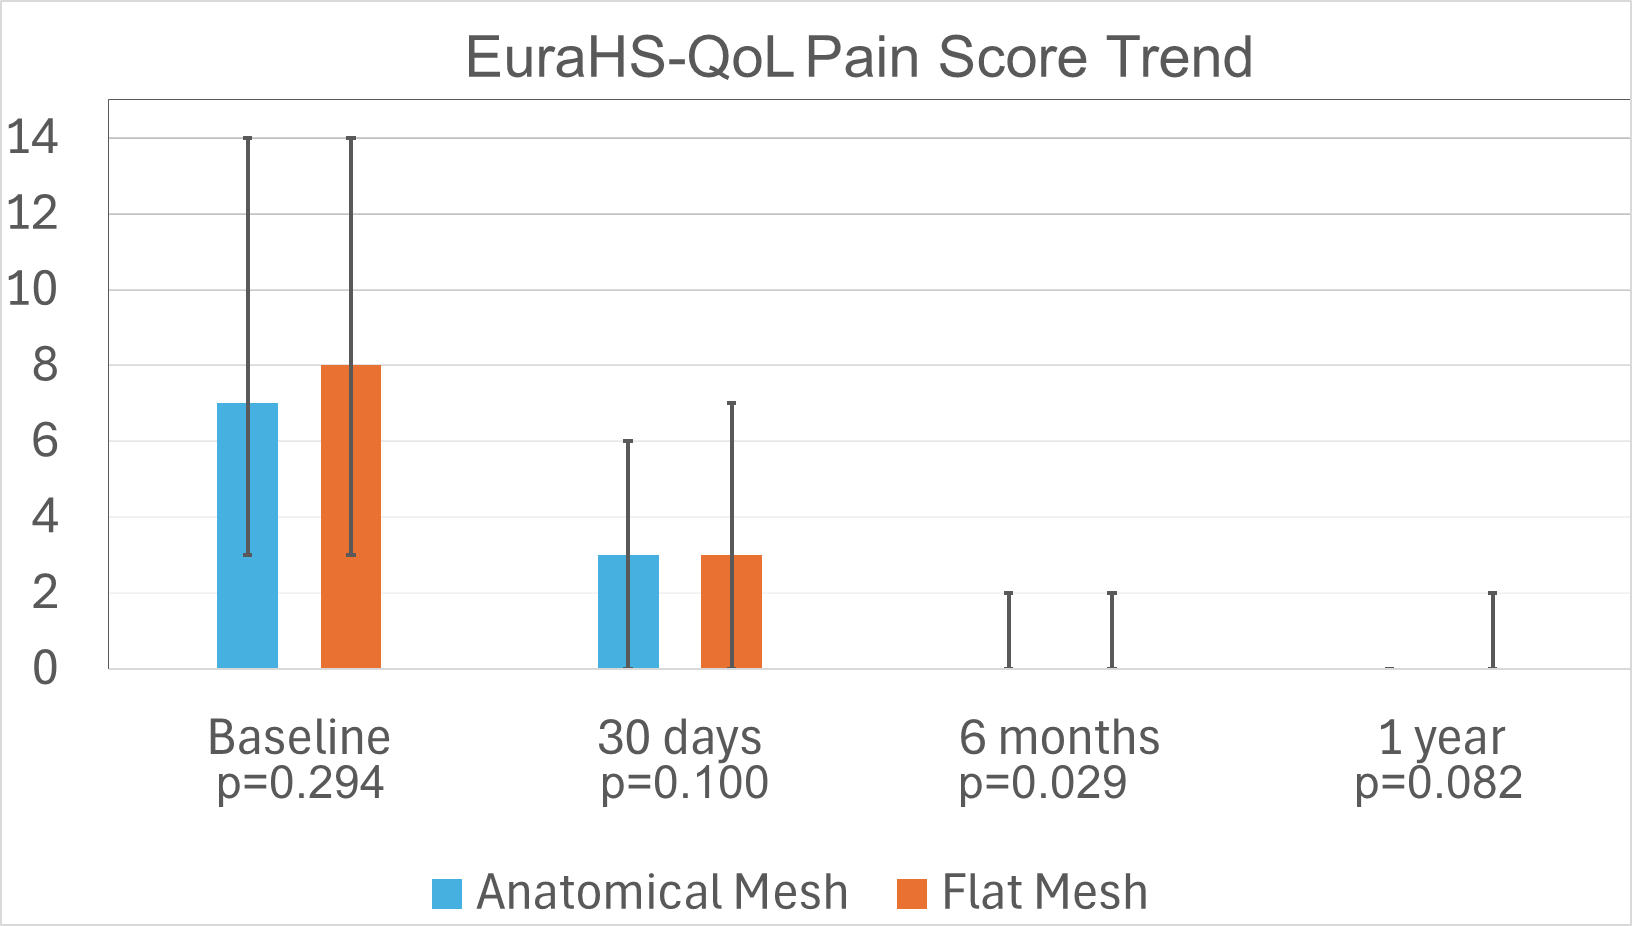 EuraHS-QoL Pain Score Trend
14
12
10
8
6
4
2
0
Baseline 30 days 6 months 1 year
p=0.294 p=0.100 p=0.029 p=0.082
Anatomical Mesh Flat Mesh